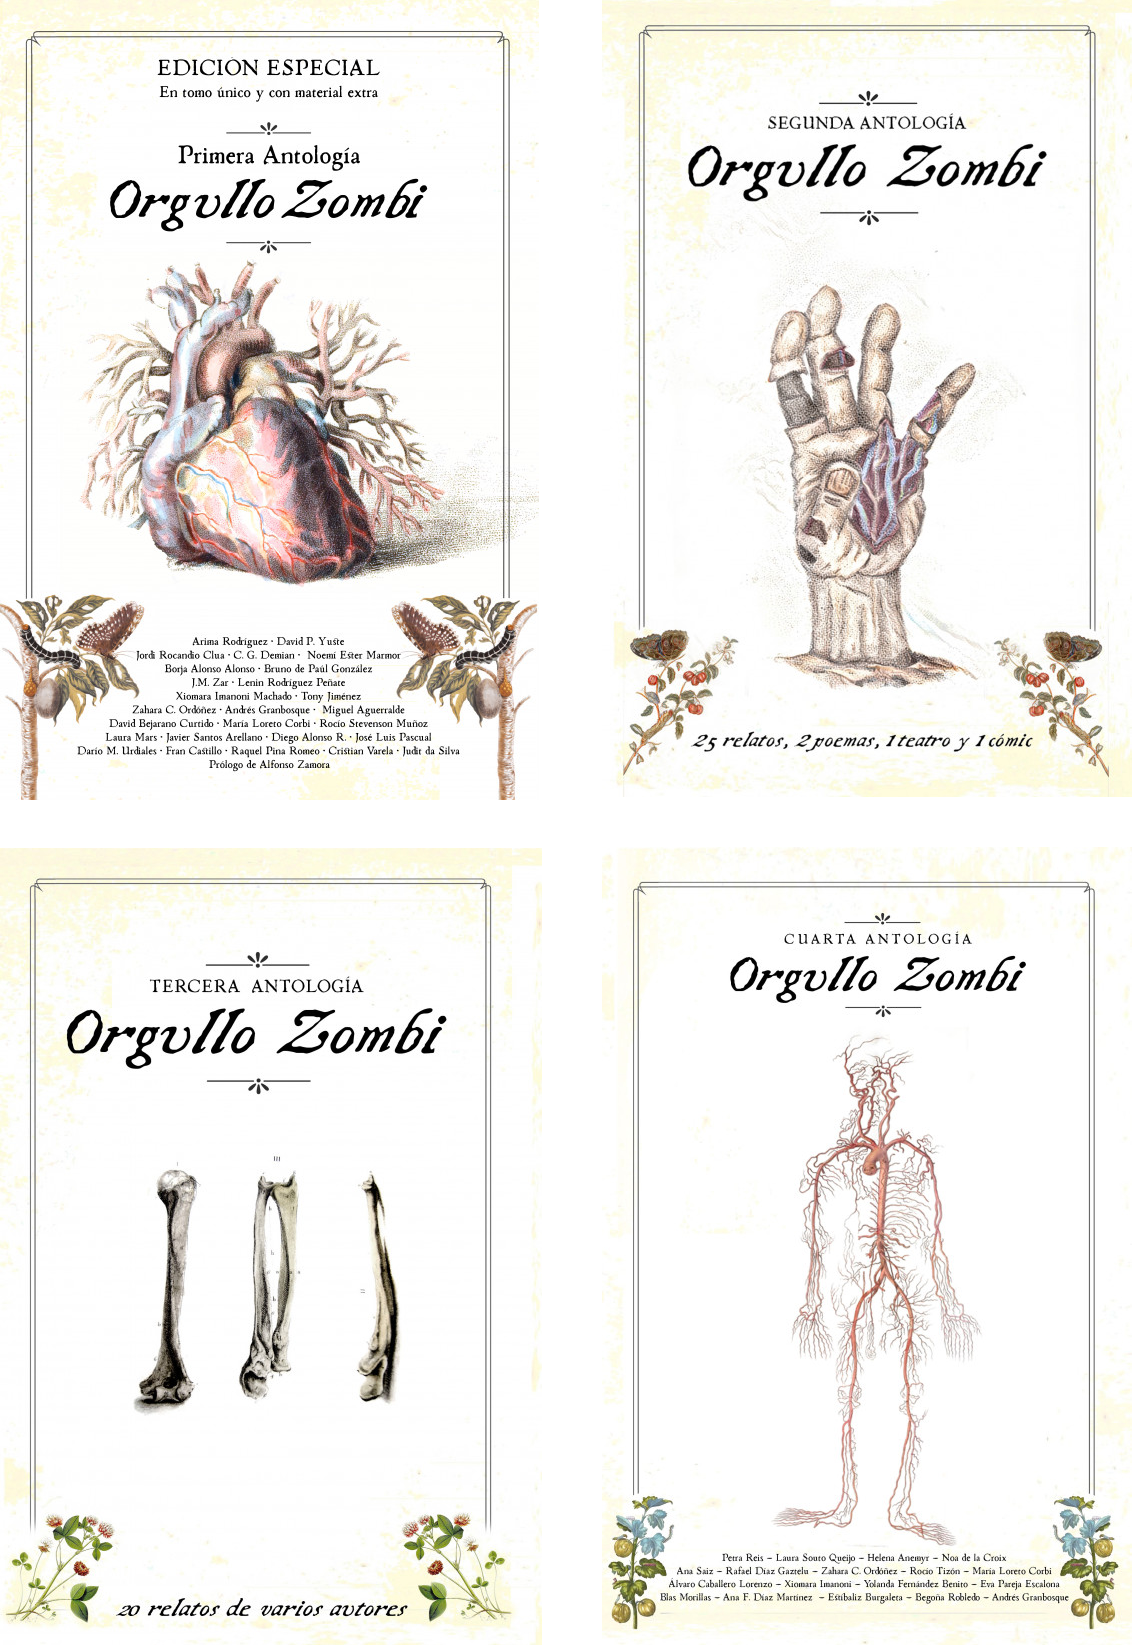 EDICION ESPECIAL
En tomo único y con material extra
Primera Antología
Orgullo Zombi
Arima Rodríguez · David P. Yuste
Jordi Rocandio Clua · C. G. Demian · Noemí Ester Marmor
Borja Alonso Alonso · Bruno de Paúl González
J.M. Zar · Lenin Rodríguez Peñate
Xiomara Imanoni Machado · Tony Jiménez
Zahara C. Ordóñez · Andrés Granbosque · Miguel Aguerralde
David Bejarano Curtido · María Loreto Corbi · Rocío Stevenson Muñoz
Laura Mars · Javier Santos Arellano · Diego Alonso R. · José Luis Pascual
Darío M. Urdiales · Fran Castillo · Raquel Pina Romeo · Cristian Varela · Judit da Silva
Prólogo de Alfonso Zamora
SEGUNDA ANTOLOGÍA
Orgullo Zombi
25 relatos, 2 poemas, 1 teatro y 1 cómic
TERCERA ANTOLOGÍA
Orgullo Zombi
III
20 relatos de varios autores
CUARTA ANTOLOGÍA
Orgullo Zombi
Petra Reis – Laura Souto Queijo – Helena Anemyr – Noa de la Croix
Ana Saiz – Rafael Díaz Gaztelu – Zahara C. Ordóñez – Rocío Tizón – María Loreto Corbi
Álvaro Caballero Lorenzo – Xiomara Imanoni – Yolanda Fernández Benito – Eva Pareja Escalona
Blas Morillas – Ana F. Díaz Martínez – Estíbaliz Burgaleta – Begoña Robledo – Andrés Granbosque